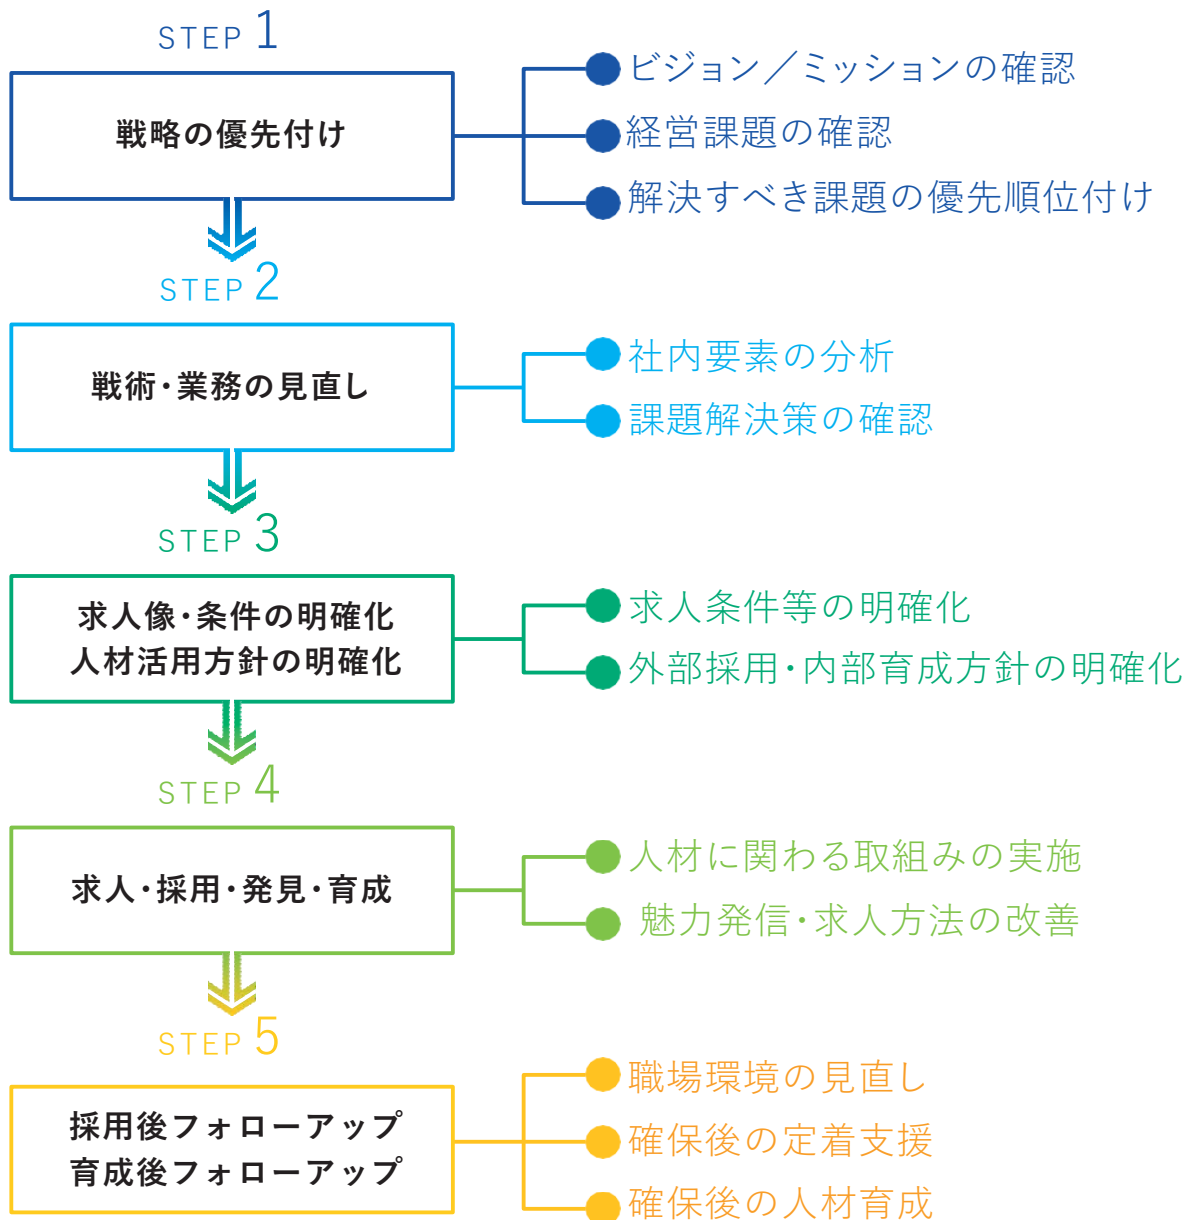 STEP 1
戦略の優先付け
ビジョン／ミッションの確認
経営課題の確認
解決すべき課題の優先順位付け
STEP 2
戦術・業務の見直し
社内要素の分析
課題解決策の確認
STEP 3
求人像・条件の明確化
人材活用方針の明確化
求人条件等の明確化
外部採用・内部育成方針の明確化
STEP 4
求人・採用・発見・育成
人材に関わる取組みの実施
魅力発信・求人方法の改善
STEP 5
採用後フォローアップ
育成後フォローアップ
職場環境の見直し
確保後の定着支援
確保後の人材育成